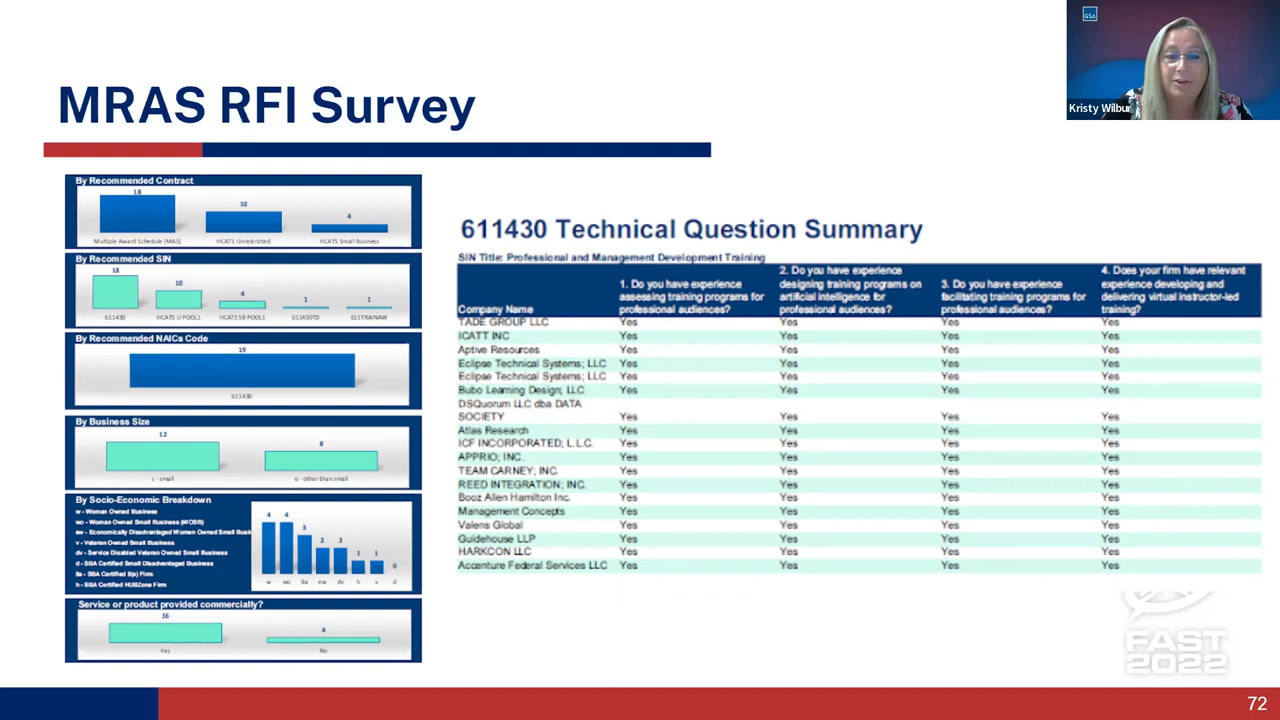 GSA
Kristy Wilbur
MRAS RFI Survey
By Recommended Contract
18
10
4
Multiple Award Schedule (MAS)
HCATS Unrestricted
HCATS Small Business
By Recommended SIN
18
10
4
1
1
611430
HCATS U POOL1
HCATS SB POOL1
611430TD
611TRAINAW
By Recommended NAICs Code
19
611430
By Business Size
12
8
s - small
o - other than small
By Socio-Economic Breakdown
w - Woman Owned Business
wo - Woman Owned Small Business (WOSB)
ew - Economically Disadvantaged Women Owned Small Busi
v - Veteran Owned Small Business
dv - Service Disabled Veteran Owned Small Business
d - SBA Certified Small Disadvantaged Business
8a - SBA Certified 8(a) Firm
h - SBA Certified HUBZone Firm
4 4 3 2 2 1 1 0
w wo 8a ew dv h v d
Service or product provided commercially?
16
4
Yes
No
611430 Technical Question Summary
SIN Title: Professional and Management Development Training
Company Name
1. Do you have experience
assessing training programs for
professional audiences?
2. Do you have experience
designing training programs on
artificial intelligence for
professional audiences?
3. Do you have experience
facilitating training programs for
professional audiences?
4. Does your firm have relevant
experience developing and
delivering virtual instructor-led
training?
TADE GROUP LLC Yes Yes Yes Yes
ICATT INC Yes Yes Yes Yes
Aptive Resources Yes Yes Yes Yes
Eclipse Technical Systems; LLC Yes Yes Yes Yes
Eclipse Technical Systems; LLC Yes Yes Yes Yes
Bubo Learning Design; LLC Yes Yes Yes Yes
DSQuorum LLC dba DATA
SOCIETY Yes Yes Yes Yes
Atlas Research Yes Yes Yes Yes
ICF INCORPORATED; L.L.C. Yes Yes Yes Yes
APPRIO; INC. Yes Yes Yes Yes
TEAM CARNEY; INC. Yes Yes Yes Yes
REED INTEGRATION; INC. Yes Yes Yes Yes
Booz Allen Hamilton Inc. Yes Yes Yes Yes
Management Concepts Yes Yes Yes Yes
Valens Global Yes Yes Yes Yes
Guidehouse LLP Yes Yes Yes Yes
HARKCON LLC Yes Yes Yes Yes
Accenture Federal Services LLC Yes Yes Yes Yes
FAST
2022
72